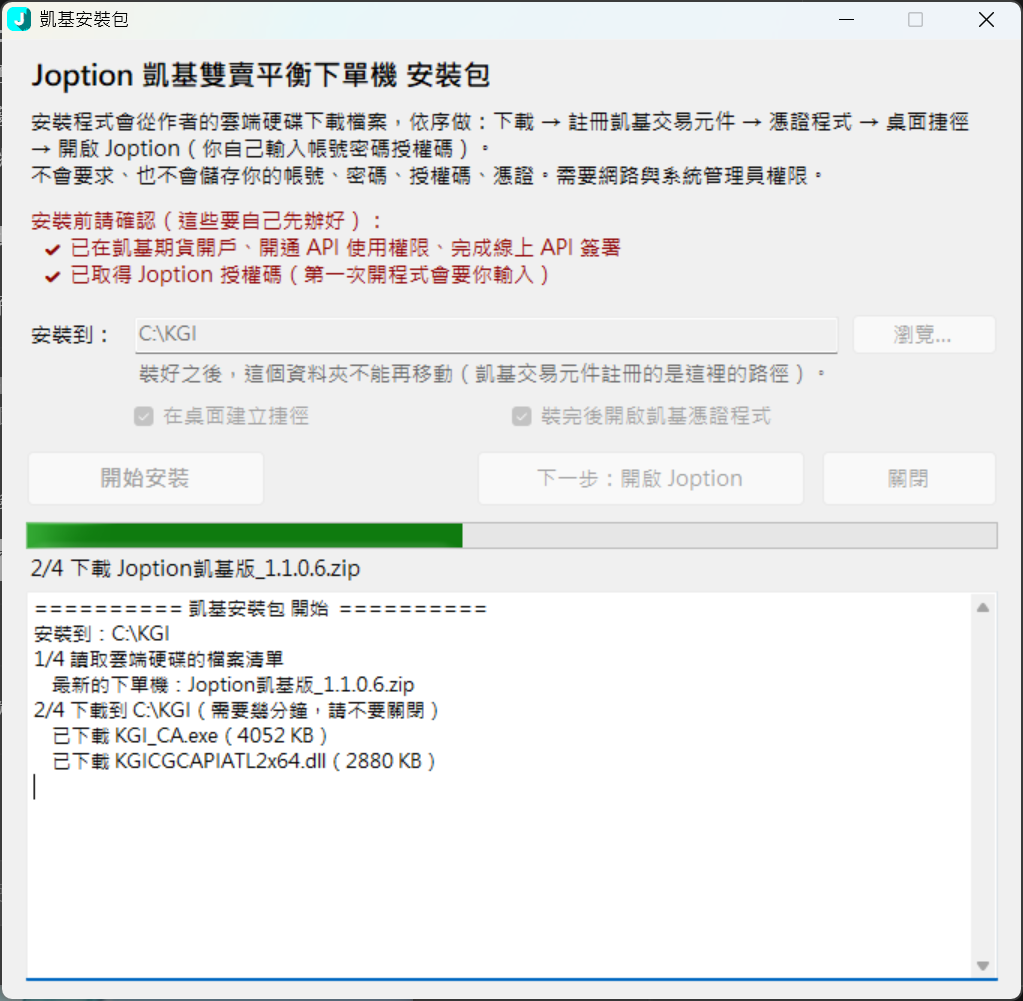 凱基安裝包
Joption 凱基雙賣平衡下單機 安裝包
安裝程式會從作者的雲端硬碟下載檔案，依序做：下載 → 註冊凱基交易元件 → 憑證程式 → 桌面捷徑
→ 開啟 Joption（你自己輸入帳號密碼授權碼）。
不會要求、也不會儲存你的帳號、密碼、授權碼、憑證。需要網路與系統管理員權限。
安裝前請確認（這些要自己先辦好）：
✔ 已在凱基期貨開戶、開通 API 使用權限、完成線上 API 簽署
✔ 已取得 Joption 授權碼（第一次開程式會要你輸入）
安裝到： C:\KGI 瀏覽...
裝好之後，這個資料夾不能再移動（凱基交易元件註冊的是這裡的路徑）。
在桌面建立捷徑 裝完後開啟凱基憑證程式
開始安裝 下一步：開啟 Joption 關閉
2/4 下載 Joption凱基版_1.1.0.6.zip
========== 凱基安裝包 開始 ==========
安裝到：C:\KGI
1/4 讀取雲端硬碟的檔案清單
最新的下單機：Joption凱基版_1.1.0.6.zip
2/4 下載到 C:\KGI（需要幾分鐘，請不要關閉）
已下載 KGI_CA.exe（4052 KB）
已下載 KGICGCAPIATL2x64.dll（2880 KB）